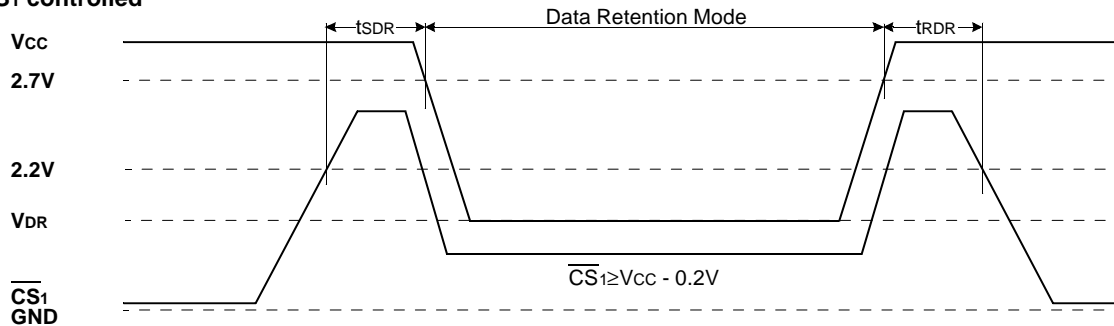 CS1 controlled
tSDR
Data Retention Mode
tRDR
VCC
2.7V
2.2V
VDR
CS1≥VCC - 0.2V
CS1
GND